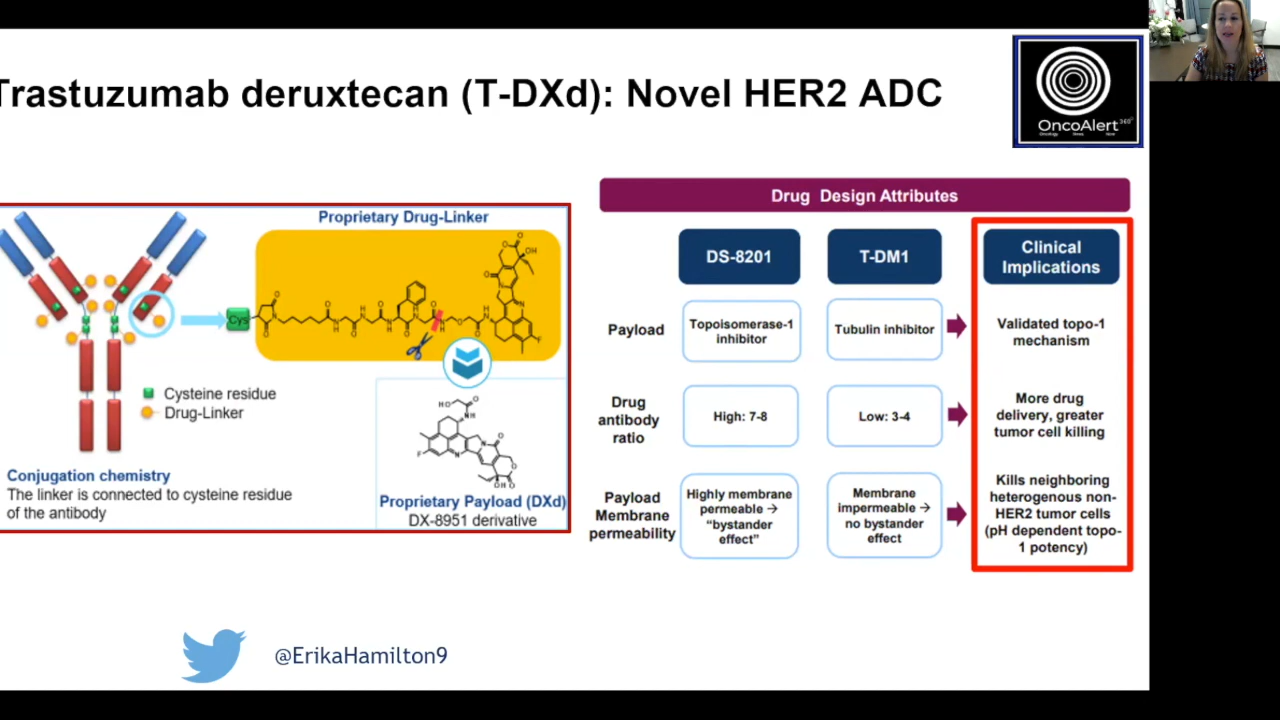 Trastuzumab deruxtecan (T-DXd): Novel HER2 ADC
OncoAlert 360°
Oncology News Now
Proprietary Drug-Linker
Cys
Cysteine residue
Drug-Linker
Conjugation chemistry
The linker is connected to cysteine residue
of the antibody
Proprietary Payload (DXd)
DX-8951 derivative
Drug Design Attributes
DS-8201
T-DM1
Clinical
Implications
Payload
Topoisomerase-1
inhibitor
Tubulin inhibitor
Validated topo-1
mechanism
Drug
antibody
ratio
High: 7-8
Low: 3-4
More drug
delivery, greater
tumor cell killing
Payload
Membrane
permeability
Highly membrane
permeable →
“bystander
effect”
Membrane
impermeable →
no bystander
effect
Kills neighboring
heterogenous non-
HER2 tumor cells
(pH dependent topo-
1 potency)
@ErikaHamilton9